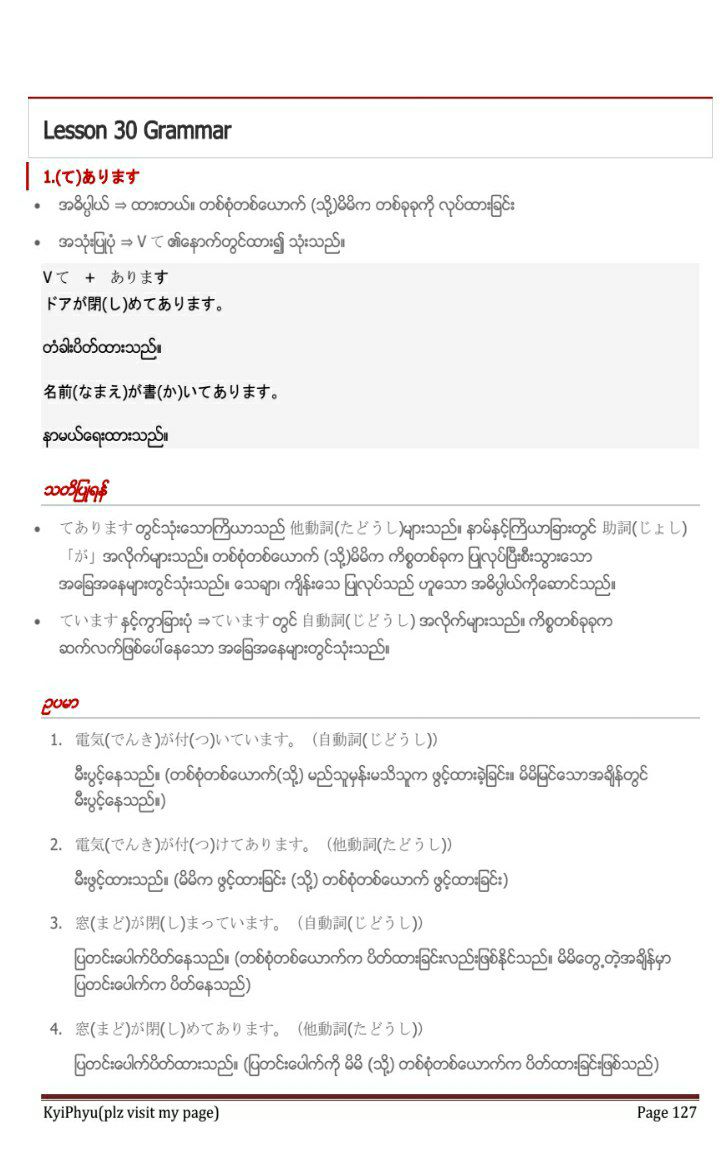 Lesson 30 Grammar
1.(て)あります
• အဓိပ္ပါယ် ⇒ ထားတယ်။ တစ်စုံတစ်ယောက် (သို့)မိမိက တစ်ခုခုကို လုပ်ထားခြင်း
• အသုံးပြုပုံ ⇒ V て ၏နောက်တွင်ထား၍ သုံးသည်။
Vて + あります
ドアが閉(し)めてあります。
တံခါးပိတ်ထားသည်။
名前(なまえ)が書(か)いてあります。
နာမယ်ရေးထားသည်။
သတိပြုရန်
• てあります တွင်သုံးသောကြိယာသည် 他動詞(たどうし)များသည်။ နာမ်နှင့်ကြိယာခြားတွင် 助詞(じょし)
「が」အလိုက်များသည်။ တစ်စုံတစ်ယောက် (သို့)မိမိက ကိစ္စတစ်ခုက ပြုလုပ်ပြီးစီးသွားသော
အခြေအနေများတွင်သုံးသည်။ သေချာ၊ ကျိန်းသေ ပြုလုပ်သည် ဟူသော အဓိပ္ပါယ်ကိုဆောင်သည်။
• ています နှင့်ကွာခြားပုံ ⇒ています တွင် 自動詞(じどうし) အလိုက်များသည်။ ကိစ္စတစ်ခုခုက
ဆက်လက်ဖြစ်ပေါ်နေသော အခြေအနေများတွင်သုံးသည်။
ဥပမာ
1. 電気(でんき)が付(つ)いています。（自動詞(じどうし)）
မီးပွင့်နေသည်။ (တစ်စုံတစ်ယောက်(သို့) မည်သူမှန်းမသိသူက ဖွင့်ထားခဲ့ခြင်း။ မိမိမြင်သောအချိန်တွင်
မီးပွင့်နေသည်။)
2. 電気(でんき)が付(つ)けてあります。（他動詞(たどうし)）
မီးဖွင့်ထားသည်။ (မိမိက ဖွင့်ထားခြင်း (သို့) တစ်စုံတစ်ယောက် ဖွင့်ထားခြင်း)
3. 窓(まど)が閉(し)まっています。（自動詞(じどうし)）
ပြတင်းပေါက်ပိတ်နေသည်။ (တစ်စုံတစ်ယောက်က ပိတ်ထားခြင်းလည်းဖြစ်နိုင်သည်။ မိမိတွေ့တဲ့အချိန်မှာ
ပြတင်းပေါက်က ပိတ်နေသည်)
4. 窓(まど)が閉(し)めてあります。（他動詞(たどうし)）
ပြတင်းပေါက်ပိတ်ထားသည်။ (ပြတင်းပေါက်ကို မိမိ (သို့) တစ်စုံတစ်ယောက်က ပိတ်ထားခြင်းဖြစ်သည်)
KyiPhyu(plz visit my page) Page 127